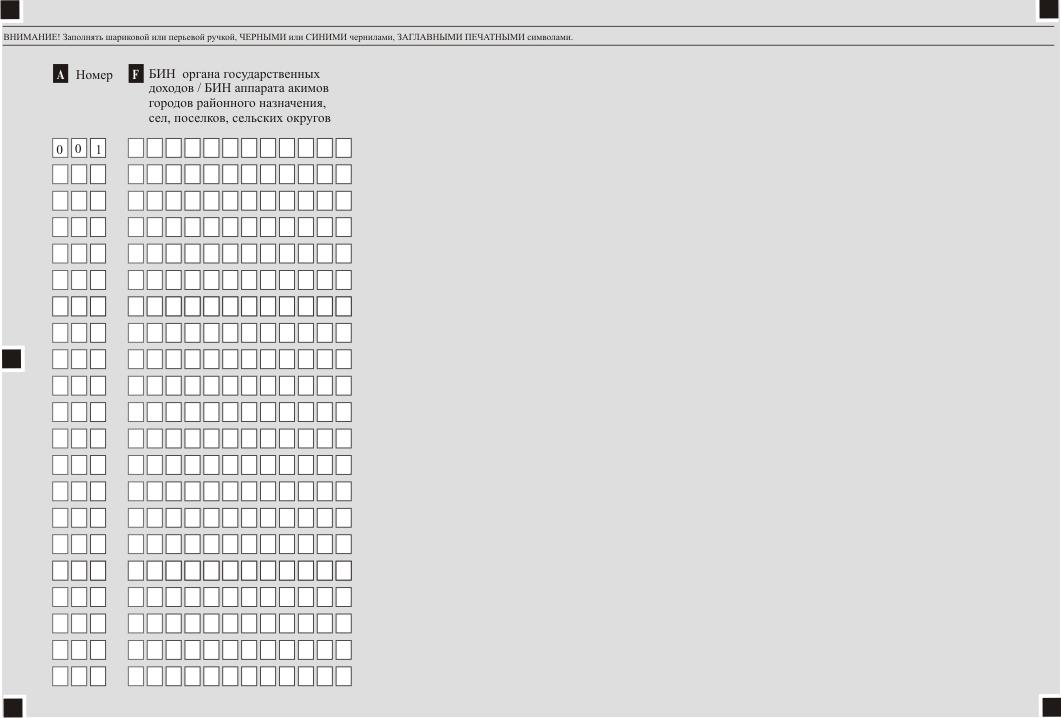 ВНИМАНИЕ! Заполнять шариковой или перьевой ручкой, ЧЕРНЫМИ или СИНИМИ чернилами, ЗАГЛАВНЫМИ ПЕЧАТНЫМИ символами.
A Номер F БИН органа государственных
доходов / БИН аппарата акимов
городов районного назначения,
сел, поселков, сельских округов
0 0 1